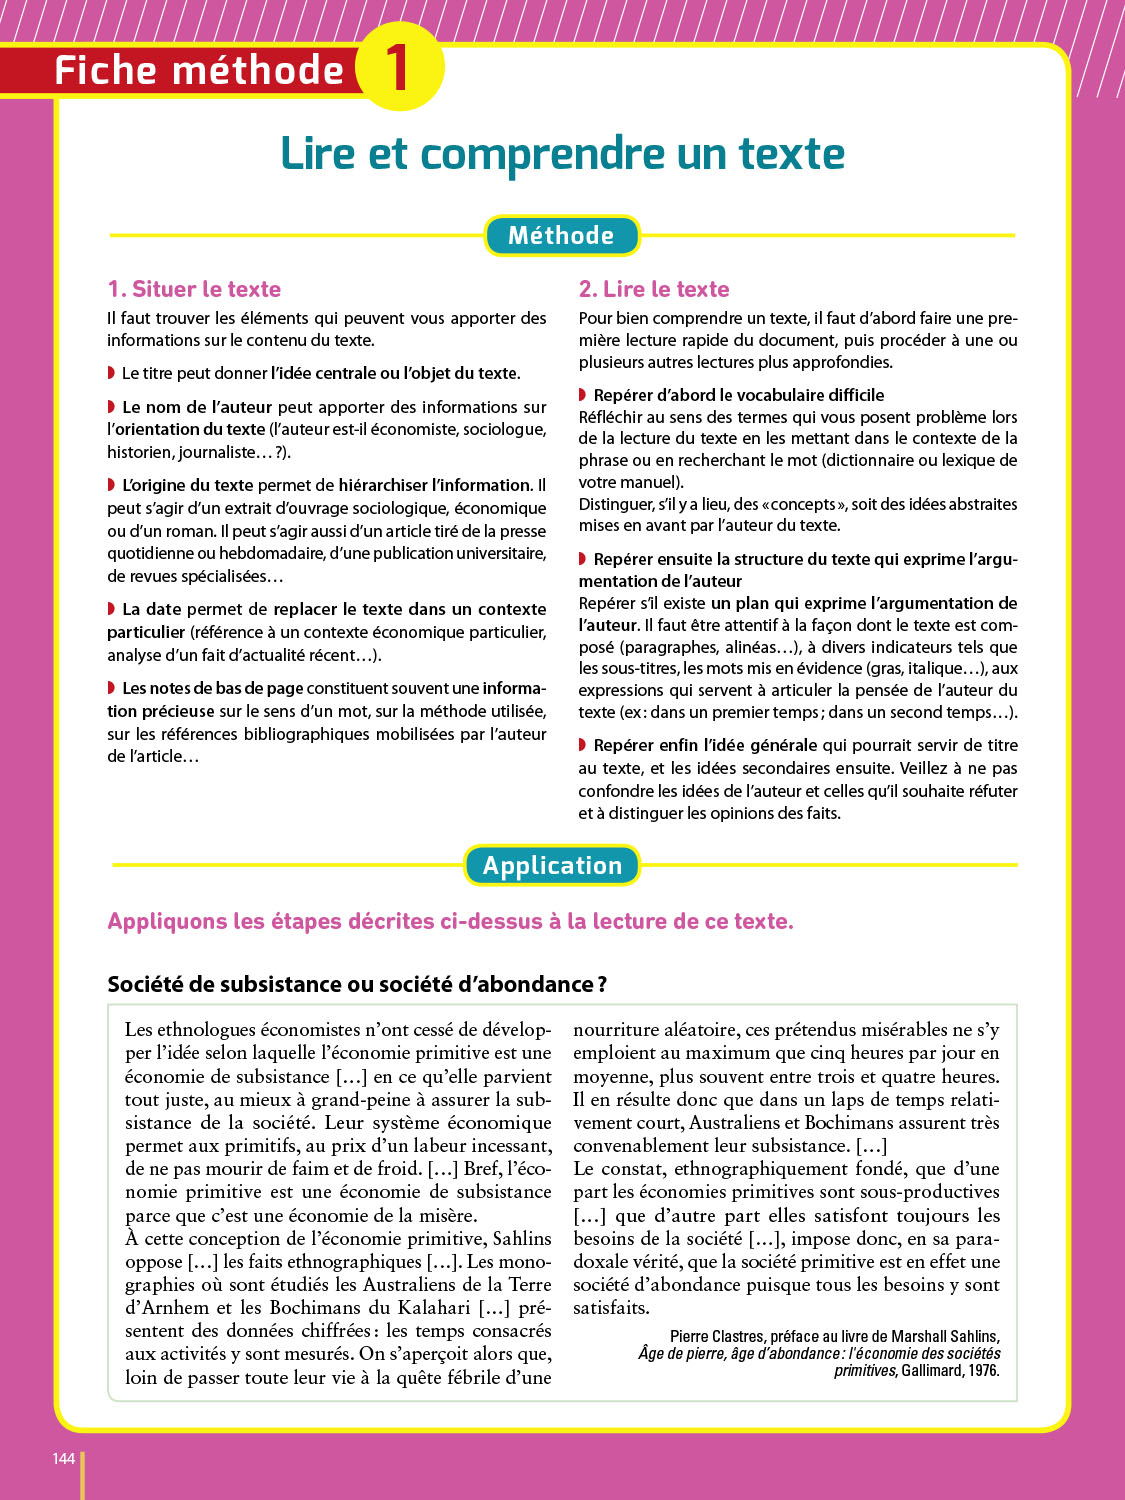 Fiche méthode 1
Lire et comprendre un texte
Méthode
1. Situer le texte
Il faut trouver les éléments qui peuvent vous apporter des
informations sur le contenu du texte.
◗ Le titre peut donner l’idée centrale ou l’objet du texte.
◗ Le nom de l’auteur peut apporter des informations sur
l’orientation du texte (l’auteur est-il économiste, sociologue,
historien, journaliste… ?).
◗ L’origine du texte permet de hiérarchiser l’information. Il
peut s’agir d’un extrait d’ouvrage sociologique, économique
ou d’un roman. Il peut s’agir aussi d’un article tiré de la presse
quotidienne ou hebdomadaire, d’une publication universitaire,
de revues spécialisées…
◗ La date permet de replacer le texte dans un contexte
particulier (référence à un contexte économique particulier,
analyse d’un fait d’actualité récent…).
◗ Les notes de bas de page constituent souvent une informa-
tion précieuse sur le sens d’un mot, sur la méthode utilisée,
sur les références bibliographiques mobilisées par l’auteur
de l’article…
2. Lire le texte
Pour bien comprendre un texte, il faut d’abord faire une pre-
mière lecture rapide du document, puis procéder à une ou
plusieurs autres lectures plus approfondies.
◗ Repérer d’abord le vocabulaire difficile
Réfléchir au sens des termes qui vous posent problème lors
de la lecture du texte en les mettant dans le contexte de la
phrase ou en recherchant le mot (dictionnaire ou lexique de
votre manuel).
Distinguer, s’il y a lieu, des « concepts », soit des idées abstraites
mises en avant par l’auteur du texte.
◗ Repérer ensuite la structure du texte qui exprime l’argu-
mentation de l’auteur
Repérer s’il existe un plan qui exprime l’argumentation de
l’auteur. Il faut être attentif à la façon dont le texte est com-
posé (paragraphes, alinéas…), à divers indicateurs tels que
les sous-titres, les mots mis en évidence (gras, italique…), aux
expressions qui servent à articuler la pensée de l’auteur du
texte (ex : dans un premier temps ; dans un second temps…).
◗ Repérer enfin l’idée générale qui pourrait servir de titre
au texte, et les idées secondaires ensuite. Veillez à ne pas
confondre les idées de l’auteur et celles qu’il souhaite réfuter
et à distinguer les opinions des faits.
Application
Appliquons les étapes décrites ci-dessus à la lecture de ce texte.
Société de subsistance ou société d’abondance ?
Les ethnologues économistes n’ont cessé de dévelop-
per l’idée selon laquelle l’économie primitive est une
économie de subsistance […] en ce qu’elle parvient
tout juste, au mieux à grand-peine à assurer la sub-
sistance de la société. Leur système économique
permet aux primitifs, au prix d’un labeur incessant,
de ne pas mourir de faim et de froid. […] Bref, l’éco-
nomie primitive est une économie de subsistance
parce que c’est une économie de la misère.
À cette conception de l’économie primitive, Sahlins
oppose […] les faits ethnographiques […]. Les mono-
graphies où sont étudiés les Australiens de la Terre
d’Arnhem et les Bochimans du Kalahari […] pré-
sentent des données chiffrées : les temps consacrés
aux activités y sont mesurés. On s’aperçoit alors que,
loin de passer toute leur vie à la quête fébrile d’une
nourriture aléatoire, ces prétendus misérables ne s’y
emploient au maximum que cinq heures par jour en
moyenne, plus souvent entre trois et quatre heures.
Il en résulte donc que dans un laps de temps relati-
vement court, Australiens et Bochimans assurent très
convenablement leur subsistance. […]
Le constat, ethnographiquement fondé, que d’une
part les économies primitives sont sous-productives
[…] que d’autre part elles satisfont toujours les
besoins de la société […], impose donc, en sa para-
doxale vérité, que la société primitive est en effet une
société d’abondance puisque tous les besoins y sont
satisfaits.
Pierre Clastres, préface au livre de Marshall Sahlins,
Âge de pierre, âge d’abondance : l’économie des sociétés
primitives, Gallimard, 1976.
144